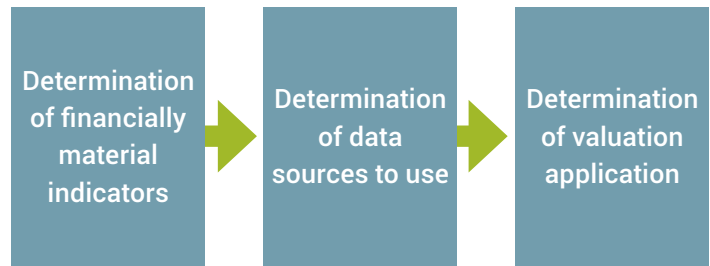 Determination
of financially
material
indicators
Determination
of data
sources to use
Determination
of valuation
application